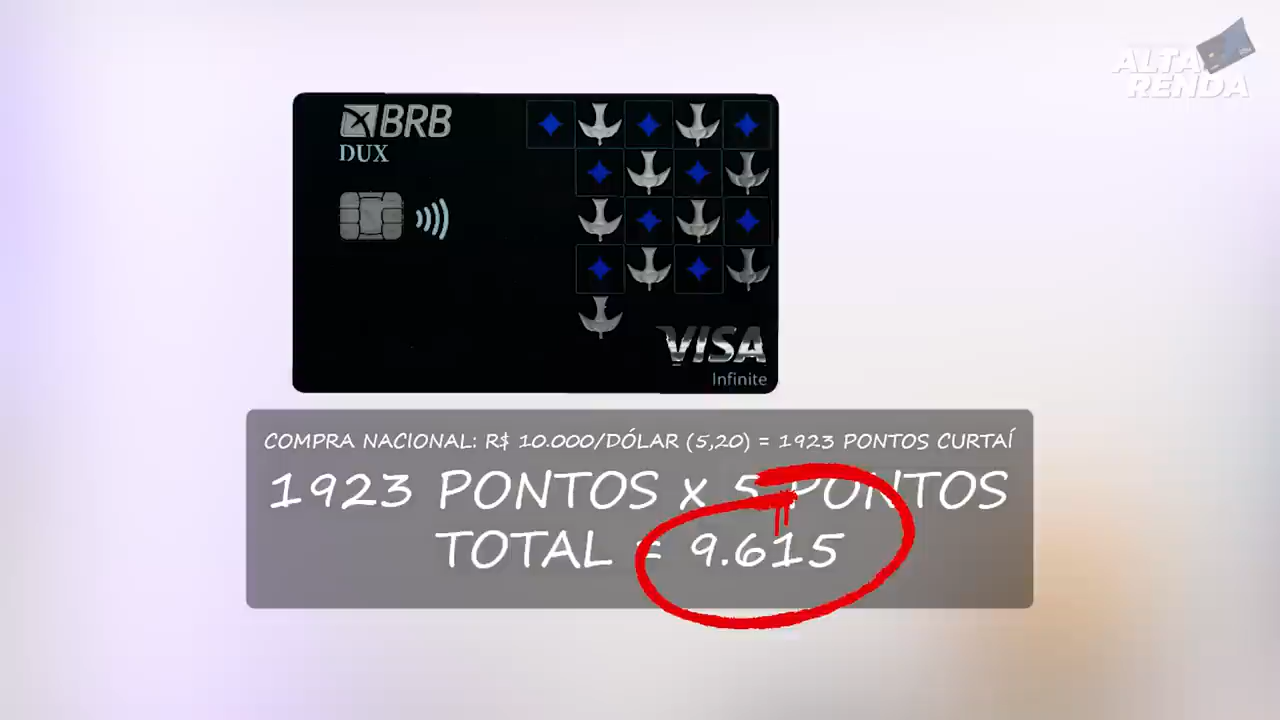 ALTA
RENDA
BRB
DUX
VISA
Infinite
COMPRA NACIONAL: R$ 10.000/DÓLAR (5,20) = 1923 PONTOS CURTAÍ
1923 PONTOS X 5 PONTOS
TOTAL = 9.615